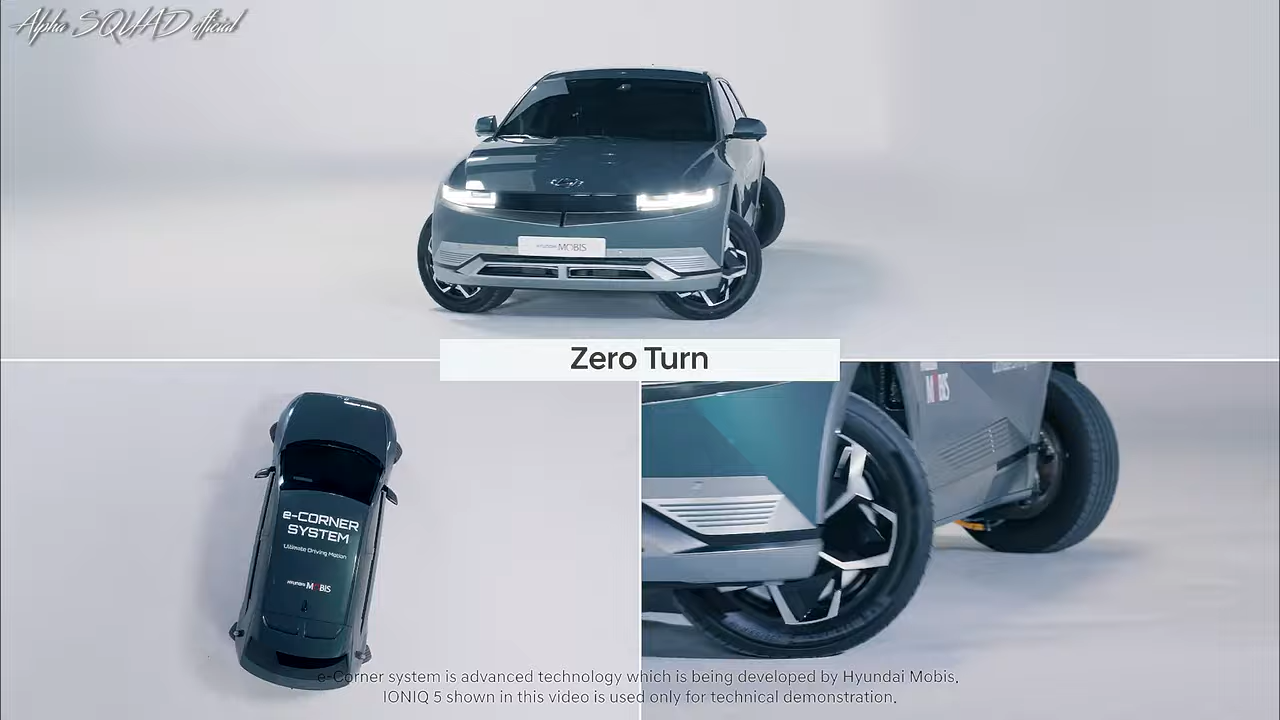 Alpha SQUAD official
HYUNDAI MOBIS
Zero Turn
MOBIS
e-CORNER
SYSTEM
Ultimate Driving Motion
HYUNDAI MOBIS
e-Corner system is advanced technology which is being developed by Hyundai Mobis.
IONIQ 5 shown in this video is used only for technical demonstration.